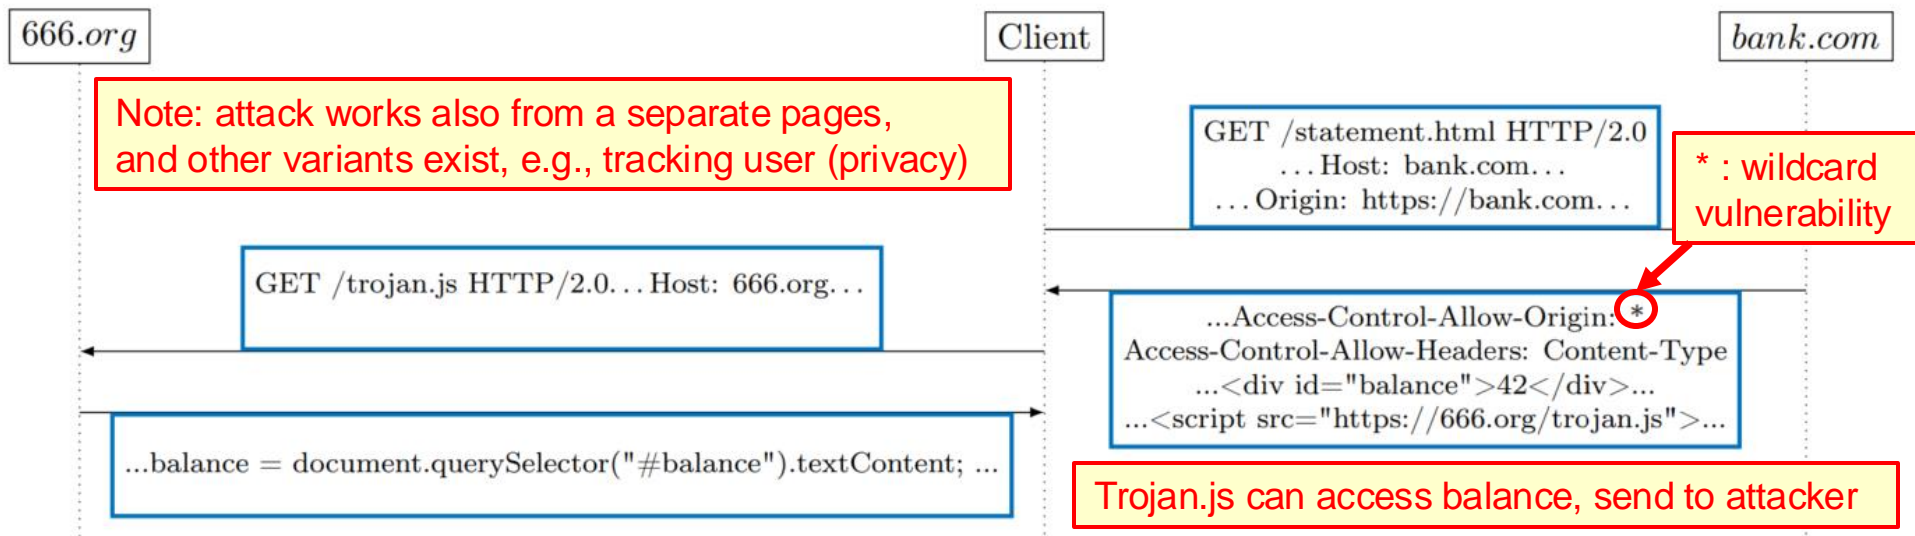 666.org
Client
bank.com
Note: attack works also from a separate pages,
and other variants exist, e.g., tracking user (privacy)
GET /statement.html HTTP/2.0
...Host: bank.com...
...Origin: https://bank.com...
* : wildcard
vulnerability
GET /trojan.js HTTP/2.0...Host: 666.org...
...Access-Control-Allow-Origin: *
Access-Control-Allow-Headers: Content-Type
...<div id="balance">42</div>...
...<script src="https://666.org/trojan.js">...
...balance = document.querySelector("#balance").textContent; ...
Trojan.js can access balance, send to attacker